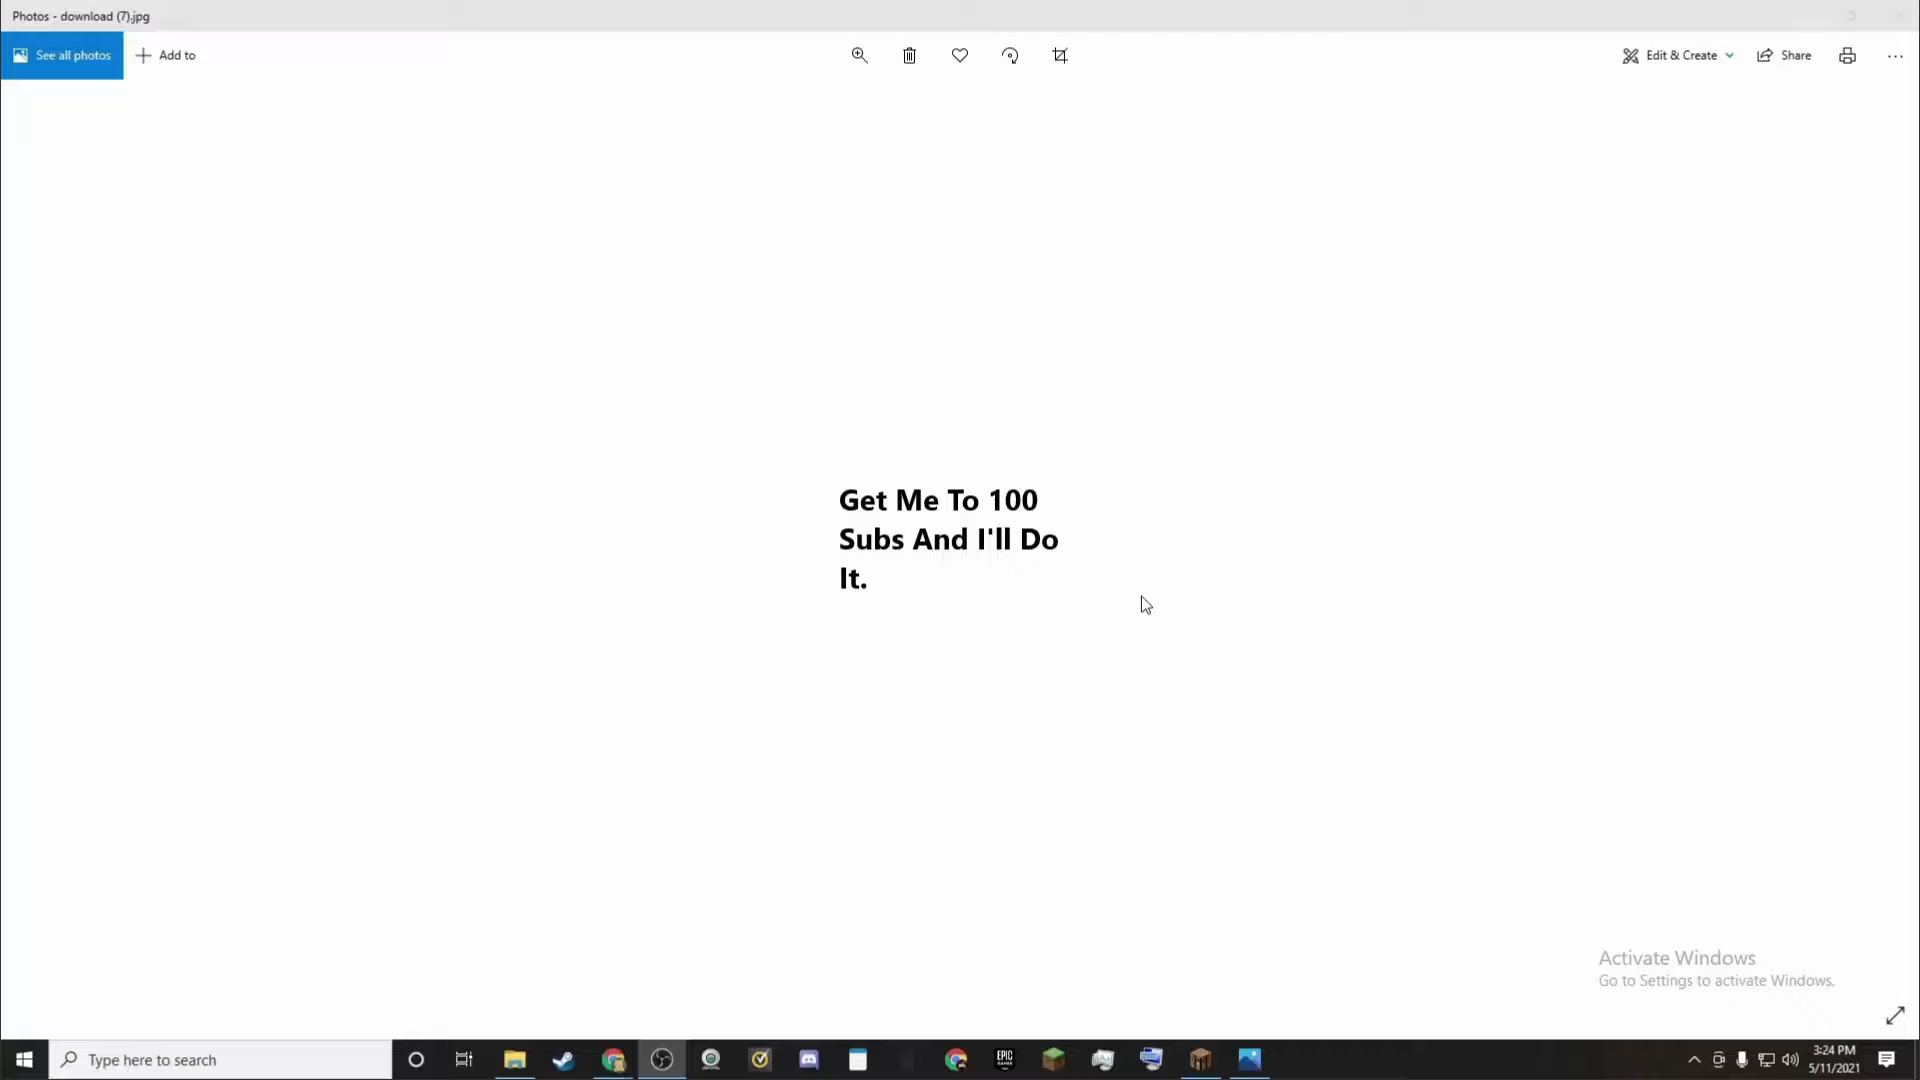 Photos - download (7).jpg
See all photos
Add to
Edit & Create
Share
Get Me To 100
Subs And I'll Do
It.
Activate Windows
Go to Settings to activate Windows.
Type here to search
EPIC
GAMES
3:24 PM
5/11/2021